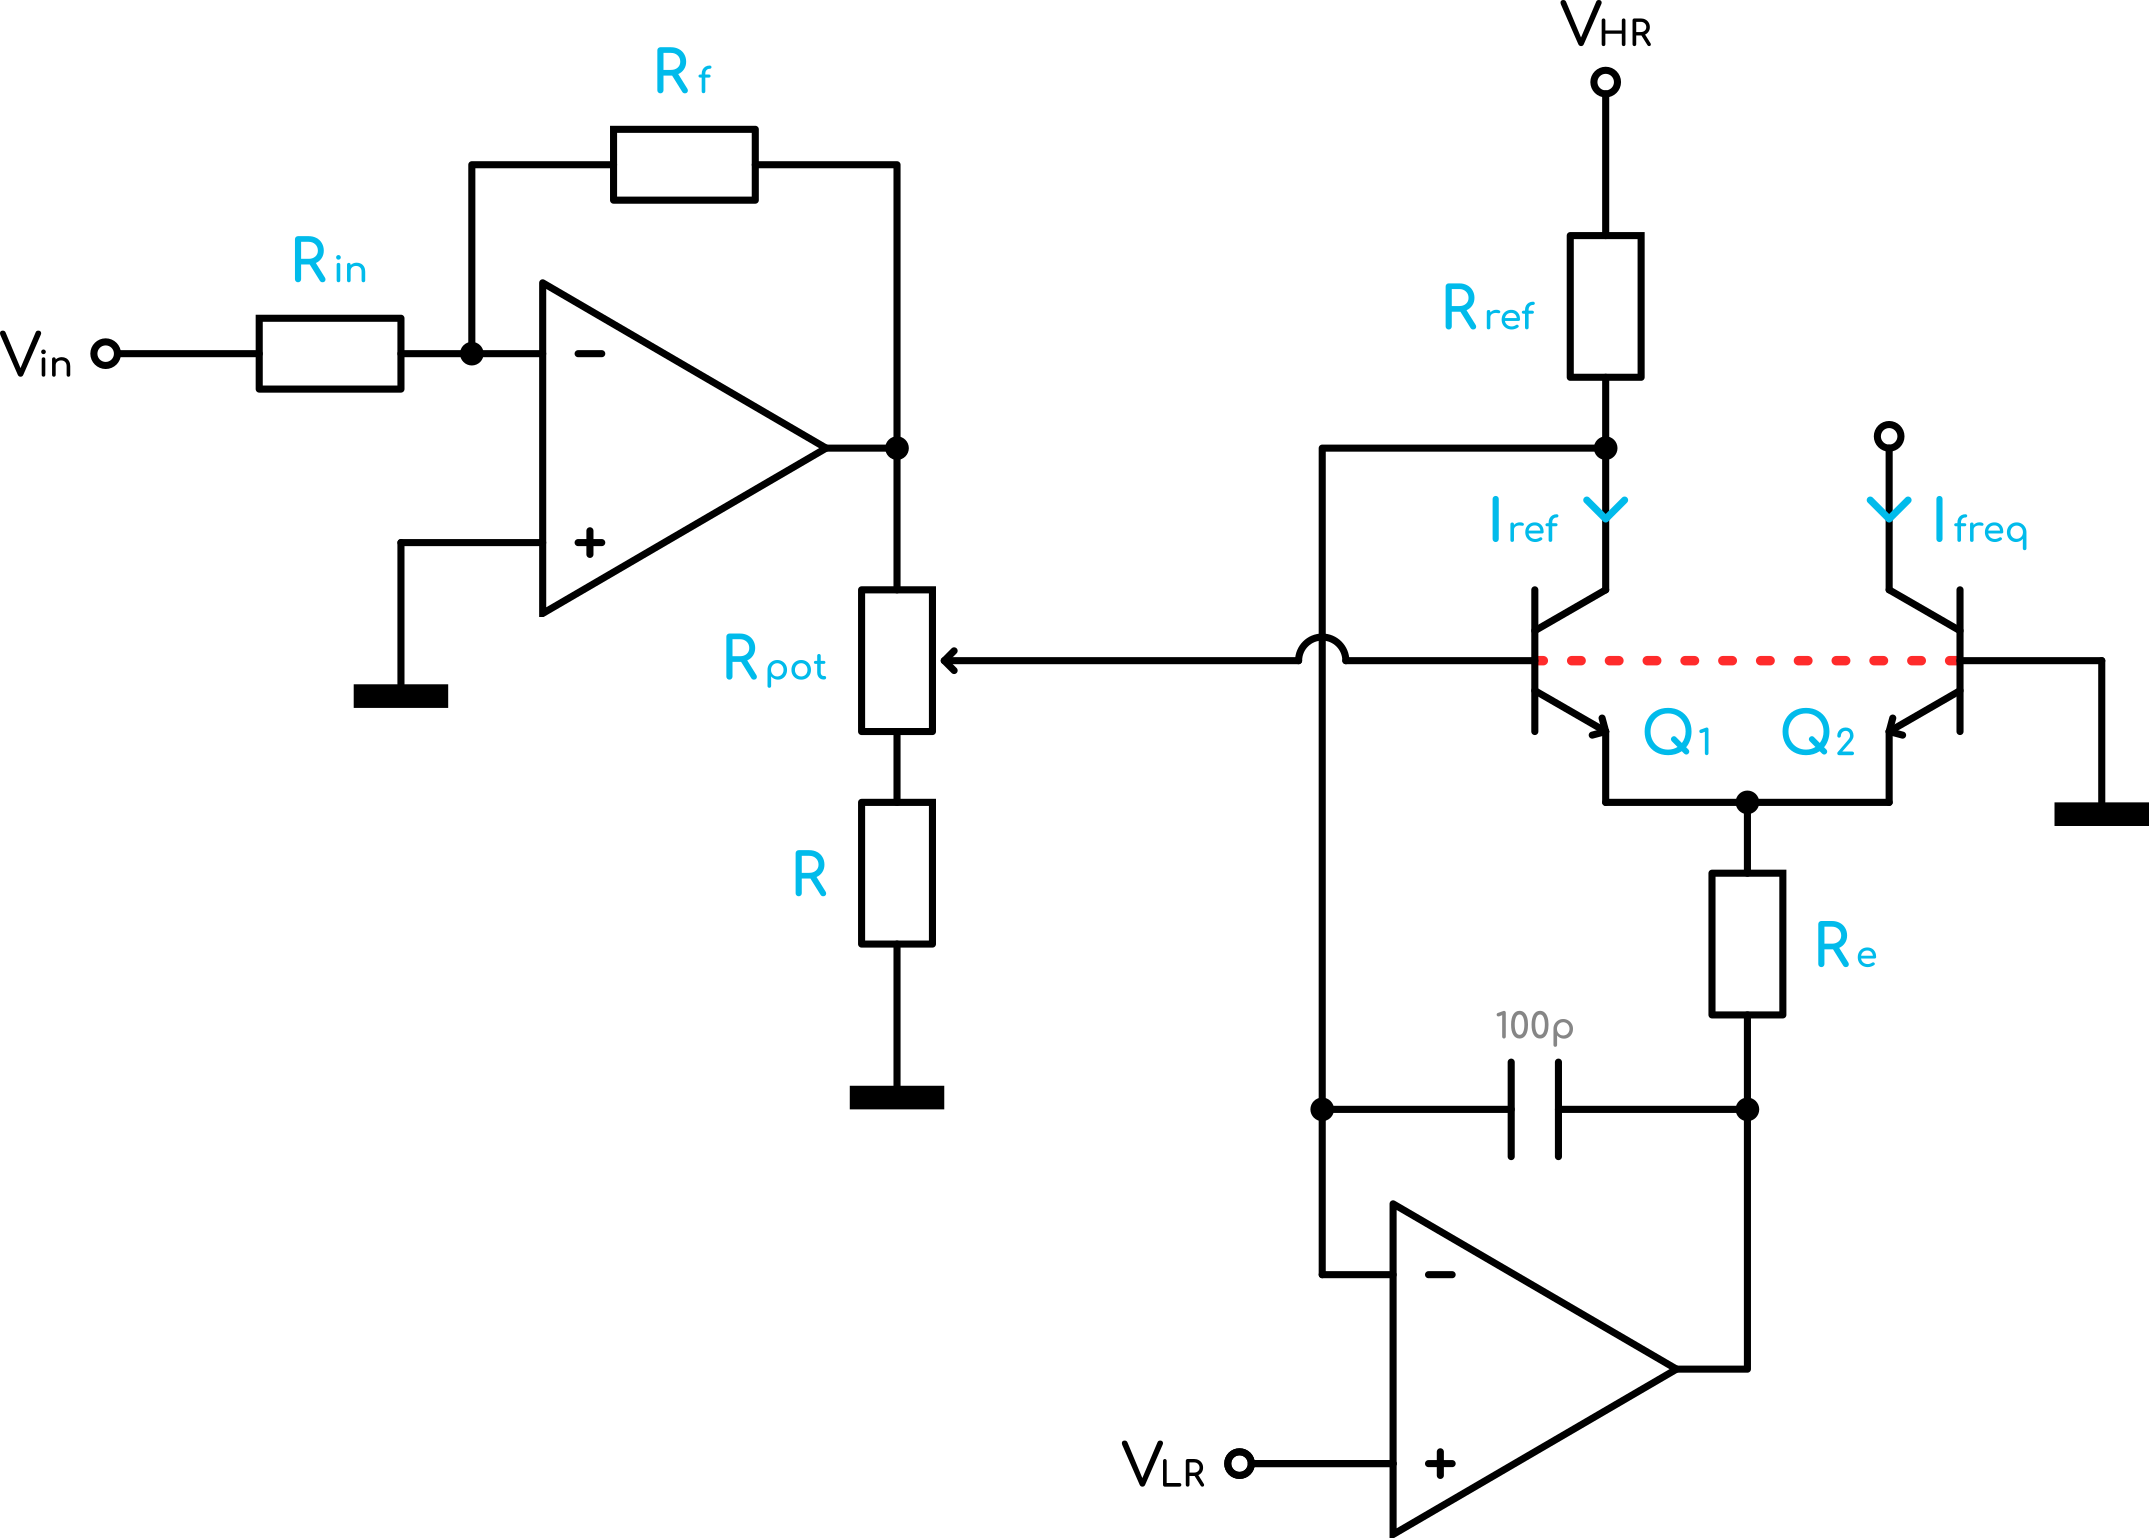 VHR
Rf
Rin
Vin
Rref
Iref
Ifreq
Rpot
Q1
Q2
R
Re
100p
VLR